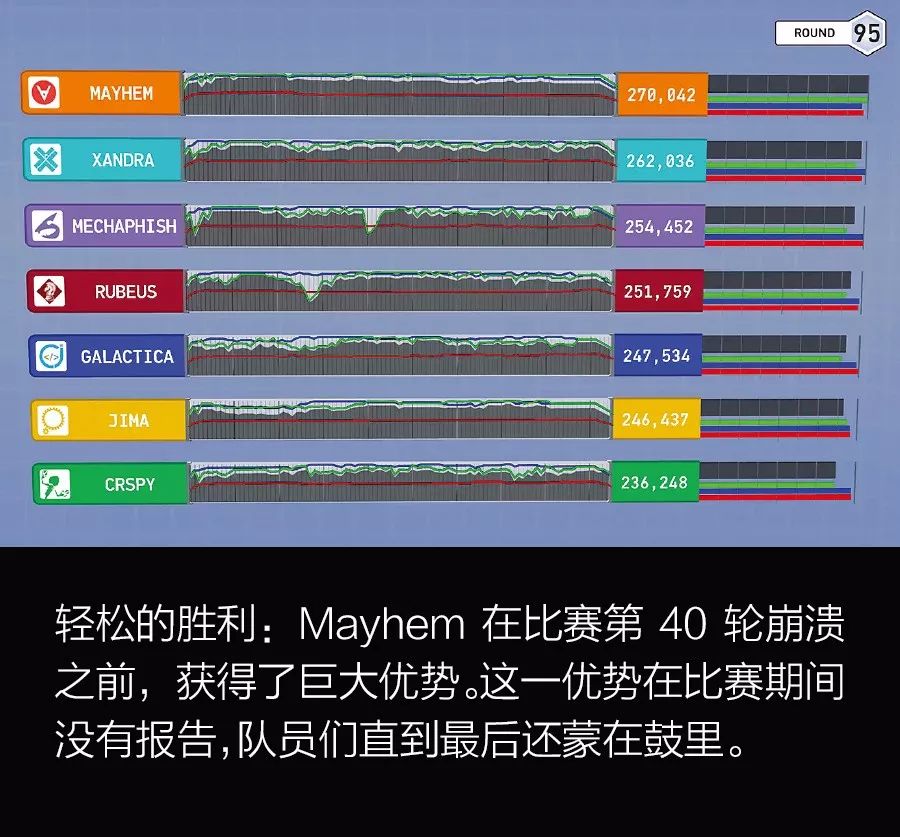 ROUND 95
MAYHEM 270,042
XANDRA 262,036
MECHAPHISH 254,452
RUBEUS 251,759
GALACTICA 247,534
JIMA 246,437
CRSPY 236,248
轻松的胜利：Mayhem 在比赛第 40 轮崩溃
之前，获得了巨大优势。这一优势在比赛期间
没有报告，队员们直到最后还蒙在鼓里。